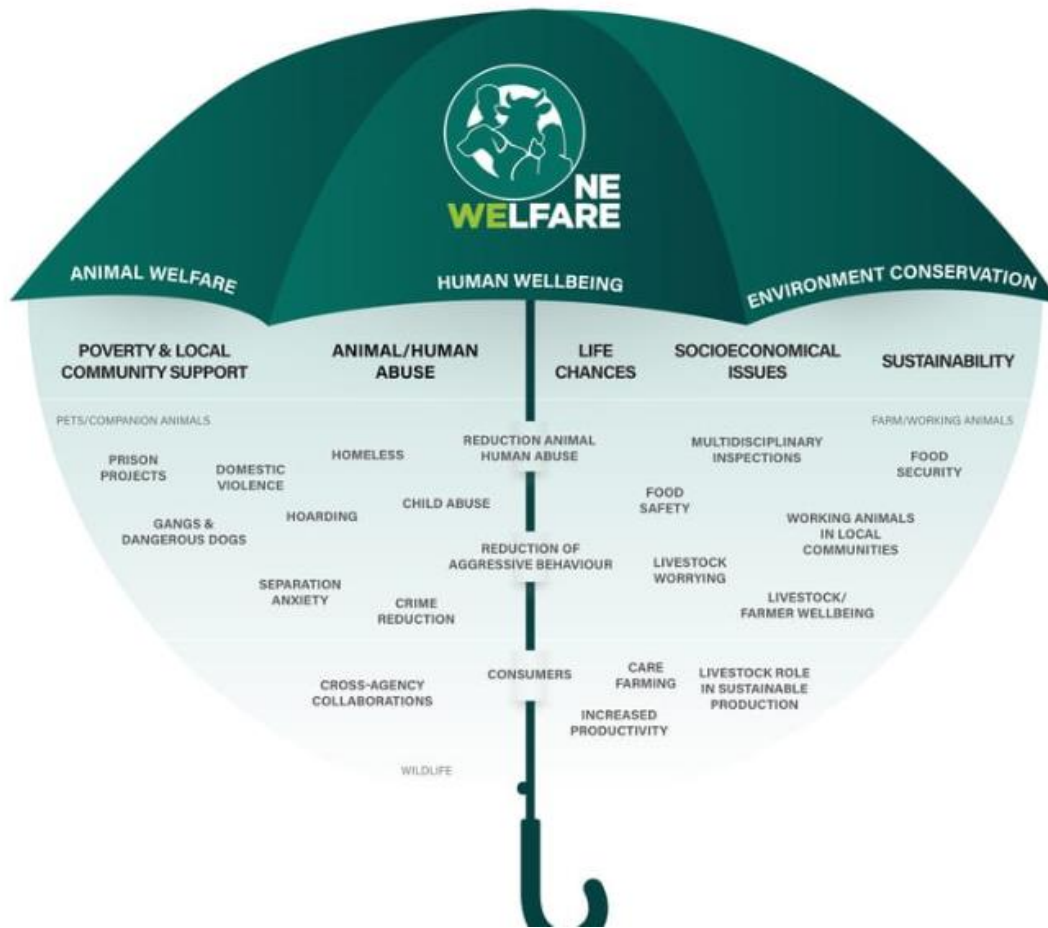 NE
WELFARE
ANIMAL WELFARE
HUMAN WELLBEING
ENVIRONMENT CONSERVATION
POVERTY & LOCAL
COMMUNITY SUPPORT
ANIMAL/HUMAN
ABUSE
LIFE
CHANCES
SOCIOECONOMICAL
ISSUES
SUSTAINABILITY
PETS/COMPANION ANIMALS
FARM/WORKING ANIMALS
PRISON
PROJECTS
DOMESTIC
VIOLENCE
HOMELESS
REDUCTION ANIMAL
HUMAN ABUSE
MULTIDISCIPLINARY
INSPECTIONS
FOOD
SECURITY
GANGS &
DANGEROUS DOGS
HOARDING
CHILD ABUSE
FOOD
SAFETY
WORKING ANIMALS
IN LOCAL
COMMUNITIES
REDUCTION OF
AGGRESSIVE BEHAVIOUR
LIVESTOCK
WORRYING
SEPARATION
ANXIETY
CRIME
REDUCTION
LIVESTOCK/
FARMER WELLBEING
CROSS-AGENCY
COLLABORATIONS
CONSUMERS
CARE
FARMING
LIVESTOCK ROLE
IN SUSTAINABLE
PRODUCTION
INCREASED
PRODUCTIVITY
WILDLIFE